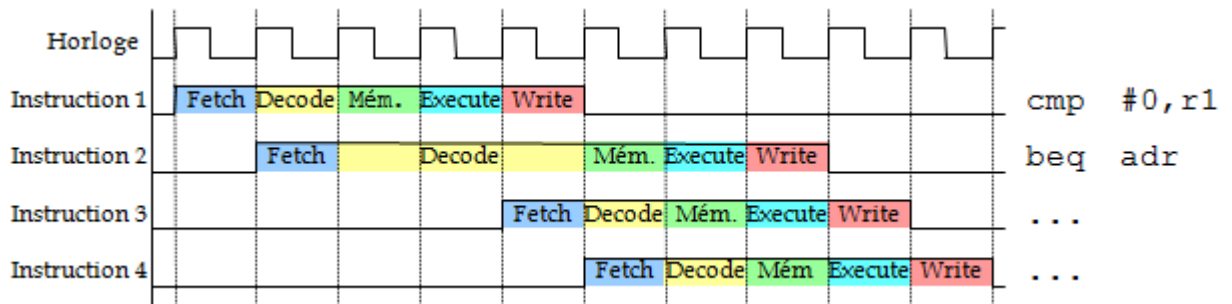 Horloge
Instruction 1 Fetch Decode Mém. Execute Write cmp #0,r1
Instruction 2 Fetch Decode Mém. Execute Write beq adr
Instruction 3 Fetch Decode Mém. Execute Write ...
Instruction 4 Fetch Decode Mém Execute Write ...